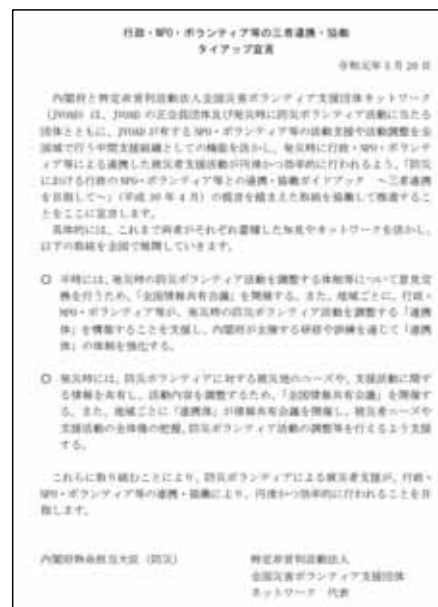 行政・NPO・ボランティア等の三者連携・協働
タイアップ宣言
令和元年5月20日
内閣府と特定非営利活動法人全国災害ボランティア支援団体ネットワーク
(JVOAD)は、JVOADの正会員団体及び発災時に防災ボランティア活動に当たる
団体とともに、JVOADが有するNPO・ボランティア等の活動支援や活動調整を全
国域で行う中間支援組織としての機能を活かし、発災時に行政・NPO・ボランテ
ィア等による連携した被災者支援活動が円滑かつ効率的に行われるよう、「防災
における行政のNPO・ボランティア等との連携・協働ガイドブック ~三者連携
を目指して~」(平成30年4月)の提言を踏まえた取組を協働して推進するこ
とをここに宣言します。
具体的には、これまで両者がそれぞれ蓄積した知見やネットワークを活かし、
以下の取組を全国で展開していきます。
○ 平時には、発災時の防災ボランティア活動を調整する体制等について意見交
換を行うため、「全国情報共有会議」を開催する。また、地域ごとに、行政・
NPO・ボランティア等が、発災時の防災ボランティア活動を調整する「連携
体」を構築することを支援し、内閣府が主催する研修や訓練を通じて「連携
体」の体制を強化する。
○ 発災時には、防災ボランティアに対する被災地のニーズや、支援活動に関す
る情報を共有し、活動内容を調整するため、「全国情報共有会議」を開催す
る。また、地域ごとに「連携体」が情報共有会議を開催し、被災者ニーズや
支援活動の全体像の把握、防災ボランティア活動の調整等を行えるよう支援
する。
これらに取り組むことにより、防災ボランティアによる被災者支援が、行政・
NPO・ボランティア等の連携・協働により、円滑かつ効率的に行われることを目
指します。
内閣府特命担当大臣(防災)
特定非営利活動法人
全国災害ボランティア支援団体
ネットワーク 代表